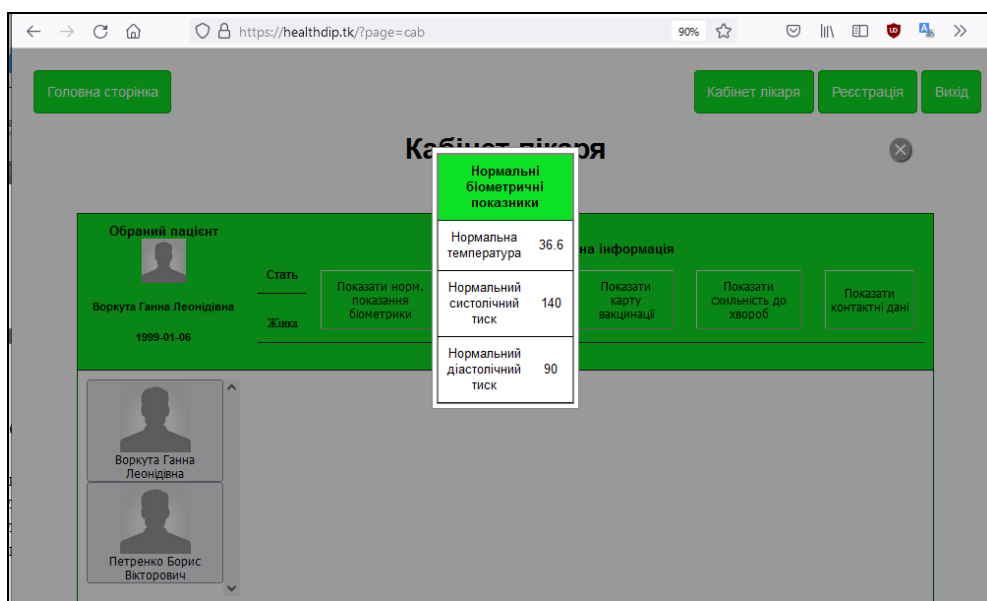 https://healthdip.tk/?page=cab
90%
Головна сторінка
Кабінет лікаря
Реєстрація
Вихід
Кабінет лікаря
Нормальні
біометричні
показники
Нормальна
температура
36.6
Нормальний
систолічний
тиск
140
Нормальний
діастолічний
тиск
90
Обраний пацієнт
Воркута Ганна Леонідівна
1999-01-06
Стать
Жінка
на інформація
Показати норм.
показання
біометрики
Показати
карту
вакцинації
Показати
схильність до
хвороб
Показати
контактні дані
Воркута Ганна
Леонідівна
Петренко Борис
Вікторович